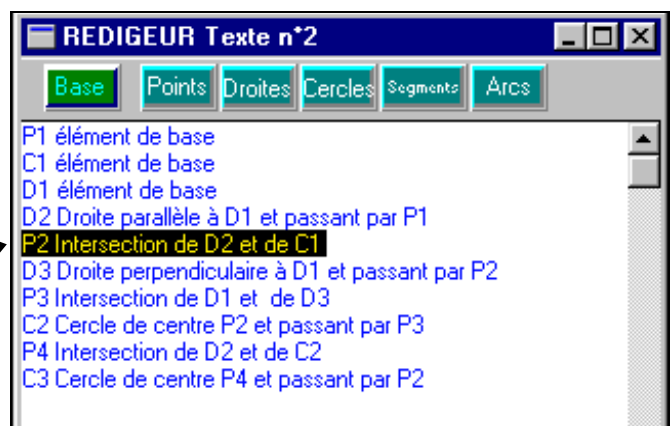 REDIGEUR Texte n°2
Base Points Droites Cercles Segments Arcs
P1 élément de base
C1 élément de base
D1 élément de base
D2 Droite parallèle à D1 et passant par P1
P2 Intersection de D2 et de C1
D3 Droite perpendiculaire à D1 et passant par P2
P3 Intersection de D1 et de D3
C2 Cercle de centre P2 et passant par P3
P4 Intersection de D2 et de C2
C3 Cercle de centre P4 et passant par P2